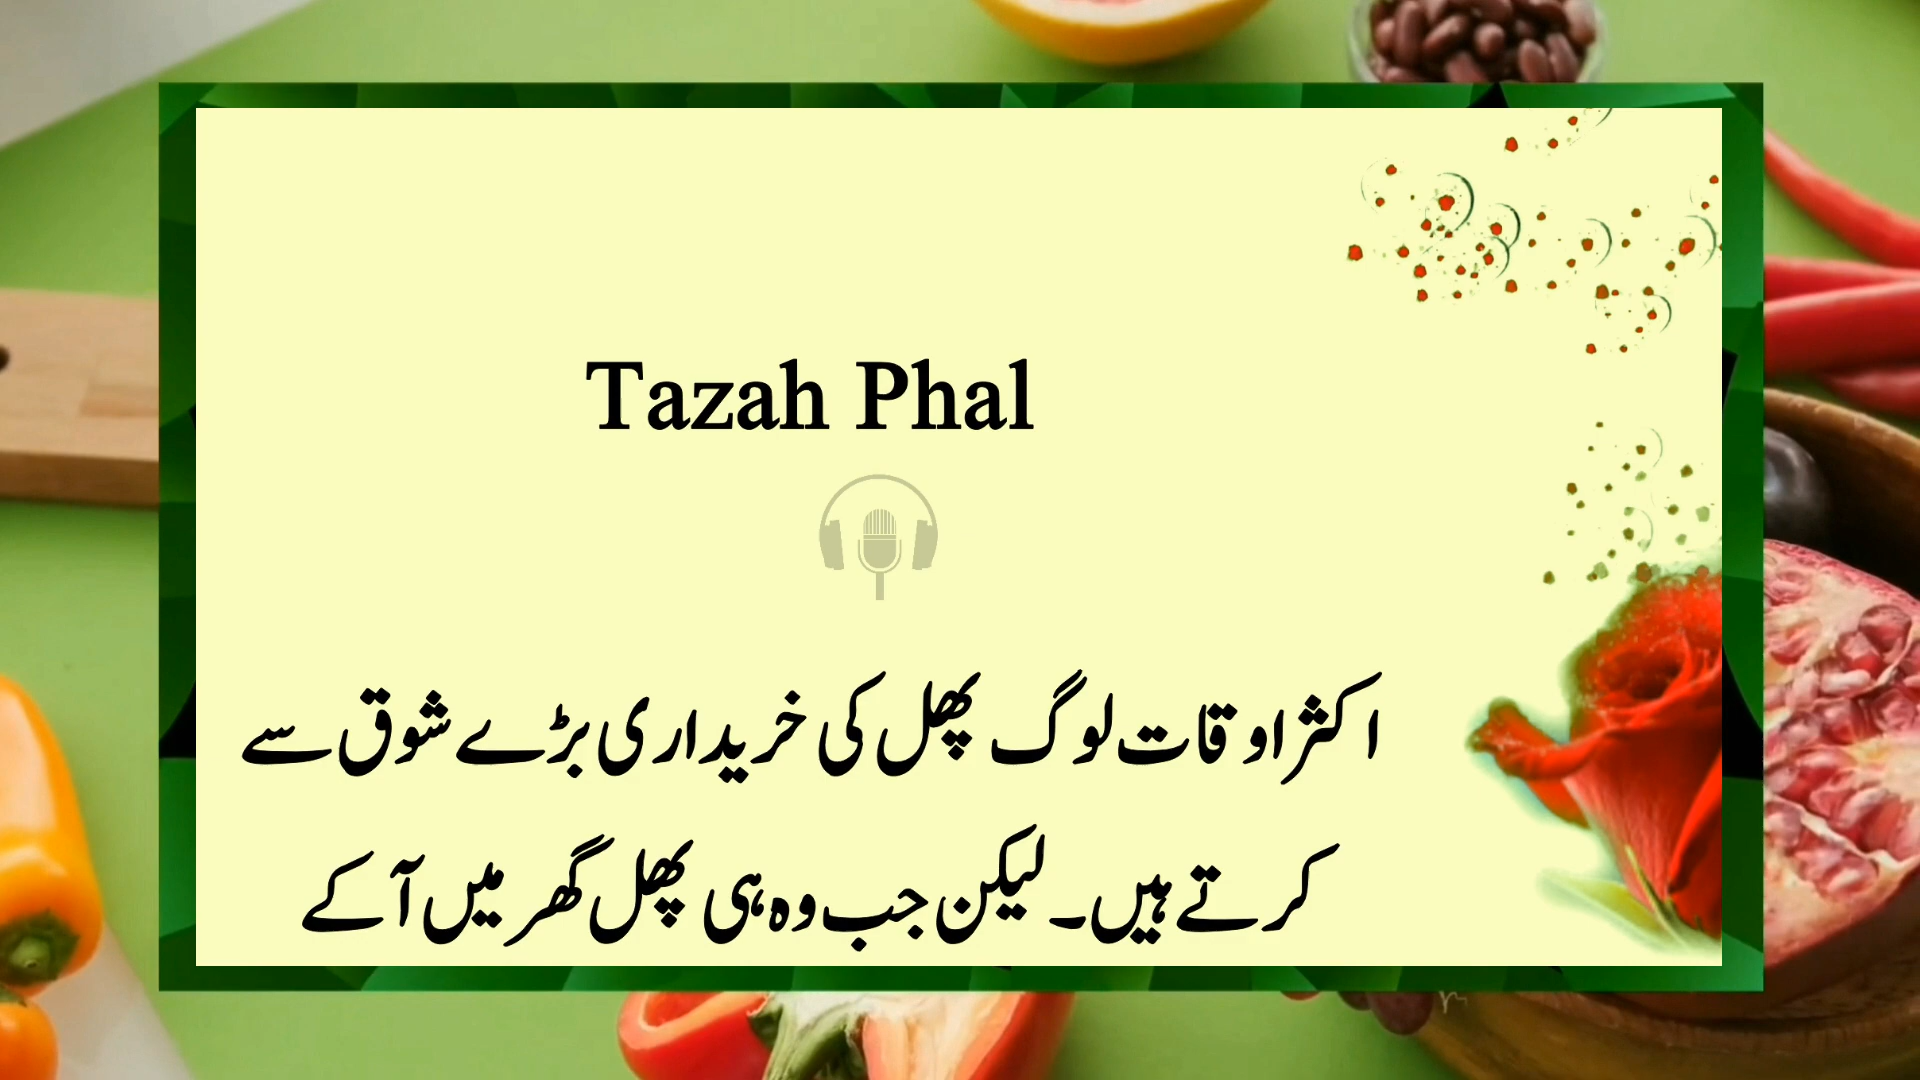 Tazah Phal
اکثر اوقات لوگ پھل کی خریداری بڑے شوق سے
کرتے ہیں۔ لیکن جب وہ ہی پھل گھر میں آ کے